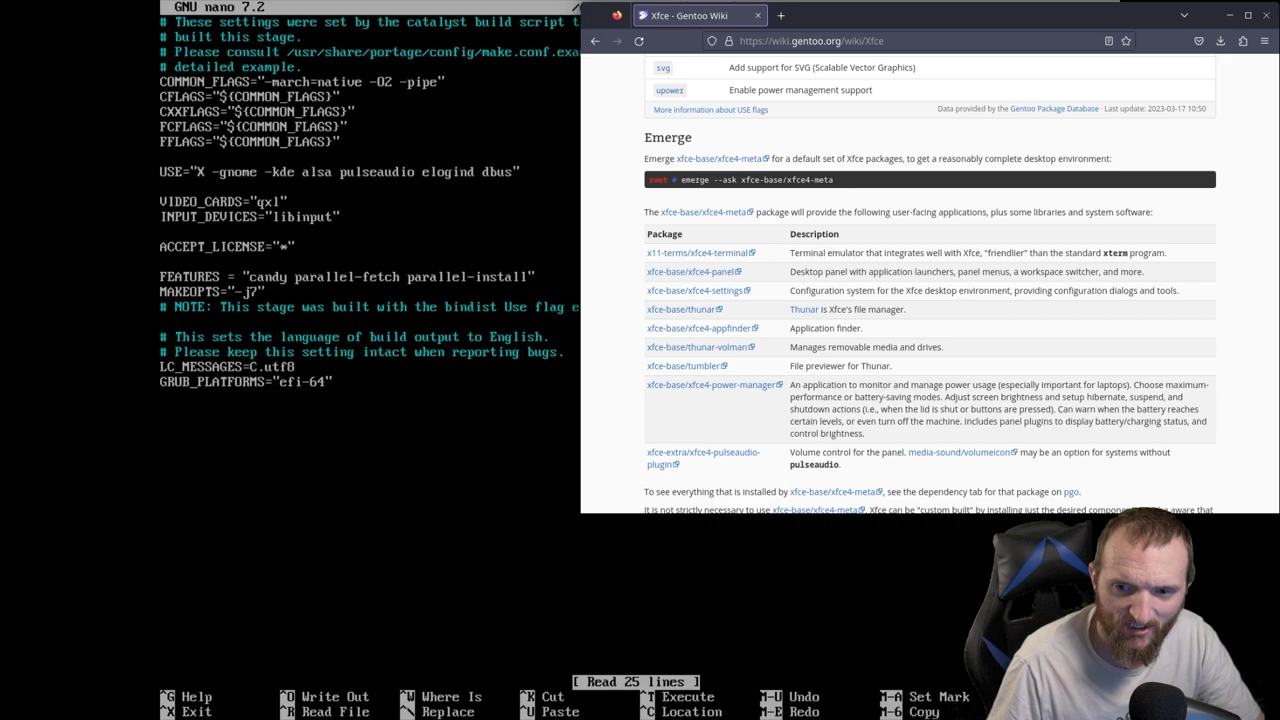 GNU nano 7.2
# These settings were set by the catalyst build script t
# built this stage.
# Please consult /usr/share/portage/config/make.conf.exa
# detailed example.
COMMON_FLAGS="-march=native -O2 -pipe"
CFLAGS="${COMMON_FLAGS}"
CXXFLAGS="${COMMON_FLAGS}"
FCFLAGS="${COMMON_FLAGS}"
FFLAGS="${COMMON_FLAGS}"
USE="X -gnome -kde alsa pulseaudio elogind dbus"
VIDEO_CARDS="qxl"
INPUT_DEVICES="libinput"
ACCEPT_LICENSE="*"
FEATURES = "candy parallel-fetch parallel-install"
MAKEOPTS="-j7"
# NOTE: This stage was built with the bindist Use flag e
# This sets the language of build output to English.
# Please keep this setting intact when reporting bugs.
LC_MESSAGES=C.utf8
GRUB_PLATFORMS="efi-64"
[ Read 25 lines ]
^G Help ^O Write Out ^W Where Is ^K Cut ^T Execute M-U Undo M-A Set Mark
^X Exit ^R Read File ^\ Replace ^U Paste ^C Location M-E Redo M-6 Copy
Xfce - Gentoo Wiki
https://wiki.gentoo.org/wiki/Xfce
svg Add support for SVG (Scalable Vector Graphics)
upower Enable power management support
More information about USE flags Data provided by the Gentoo Package Database · Last update: 2023-03-17 10:50
Emerge
Emerge xfce-base/xfce4-meta for a default set of Xfce packages, to get a reasonably complete desktop environment:
root # emerge --ask xfce-base/xfce4-meta
The xfce-base/xfce4-meta package will provide the following user-facing applications, plus some libraries and system software:
Package Description
x11-terms/xfce4-terminal Terminal emulator that integrates well with Xfce, "friendlier" than the standard xterm program.
xfce-base/xfce4-panel Desktop panel with application launchers, panel menus, a workspace switcher, and more.
xfce-base/xfce4-settings Configuration system for the Xfce desktop environment, providing configuration dialogs and tools.
xfce-base/thunar Thunar is Xfce's file manager.
xfce-base/xfce4-appfinder Application finder.
xfce-base/thunar-volman Manages removable media and drives.
xfce-base/tumbler File previewer for Thunar.
xfce-base/xfce4-power-manager An application to monitor and manage power usage (especially important for laptops). Choose maximum-
performance or battery-saving modes. Adjust screen brightness and setup hibernate, suspend, and
shutdown actions (i.e., when the lid is shut or buttons are pressed). Can warn when the battery reaches
certain levels, or even turn off the machine. Includes panel plugins to display battery/charging status, and
control brightness.
xfce-extra/xfce4-pulseaudio- Volume control for the panel. media-sound/volumeicon may be an option for systems without
plugin pulseaudio.
To see everything that is installed by xfce-base/xfce4-meta, see the dependency tab for that package on pgo.
It is not strictly necessary to use xfce-base/xfce4-meta, Xfce can be "custom built" by installing just the desired